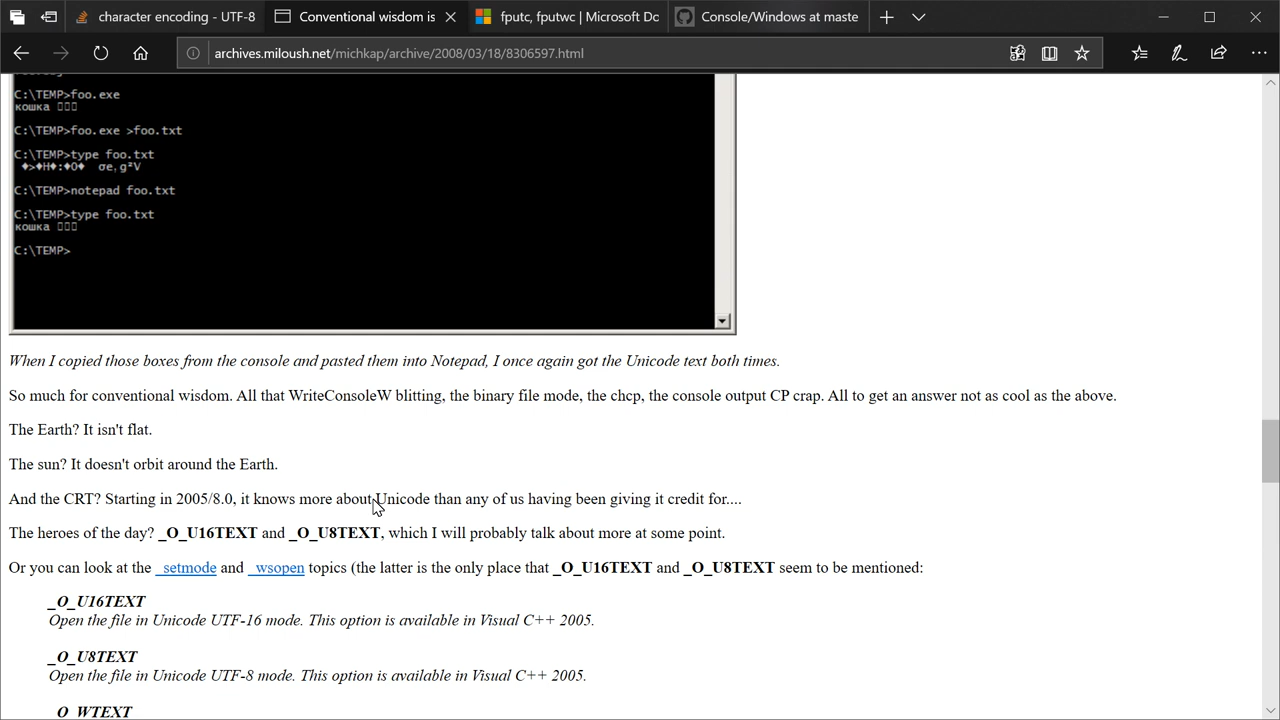 character encoding - UTF-8
Conventional wisdom is
fputc, fputwc | Microsoft Do
Console/Windows at maste
archives.miloush.net/michkap/archive/2008/03/18/8306597.html
C:\TEMP>foo.exe
кошка □□□
C:\TEMP>foo.exe >foo.txt
C:\TEMP>type foo.txt
C:\TEMP>notepad foo.txt
C:\TEMP>type foo.txt
кошка □□□
C:\TEMP>
When I copied those boxes from the console and pasted them into Notepad, I once again got the Unicode text both times.
So much for conventional wisdom. All that WriteConsoleW blitting, the binary file mode, the chcp, the console output CP crap. All to get an answer not as cool as the above.
The Earth? It isn't flat.
The sun? It doesn't orbit around the Earth.
And the CRT? Starting in 2005/8.0, it knows more about Unicode than any of us having been giving it credit for....
The heroes of the day? _O_U16TEXT and _O_U8TEXT, which I will probably talk about more at some point.
Or you can look at the _setmode and _wsopen topics (the latter is the only place that _O_U16TEXT and _O_U8TEXT seem to be mentioned:
_O_U16TEXT
Open the file in Unicode UTF-16 mode. This option is available in Visual C++ 2005.
_O_U8TEXT
Open the file in Unicode UTF-8 mode. This option is available in Visual C++ 2005.
_O_WTEXT